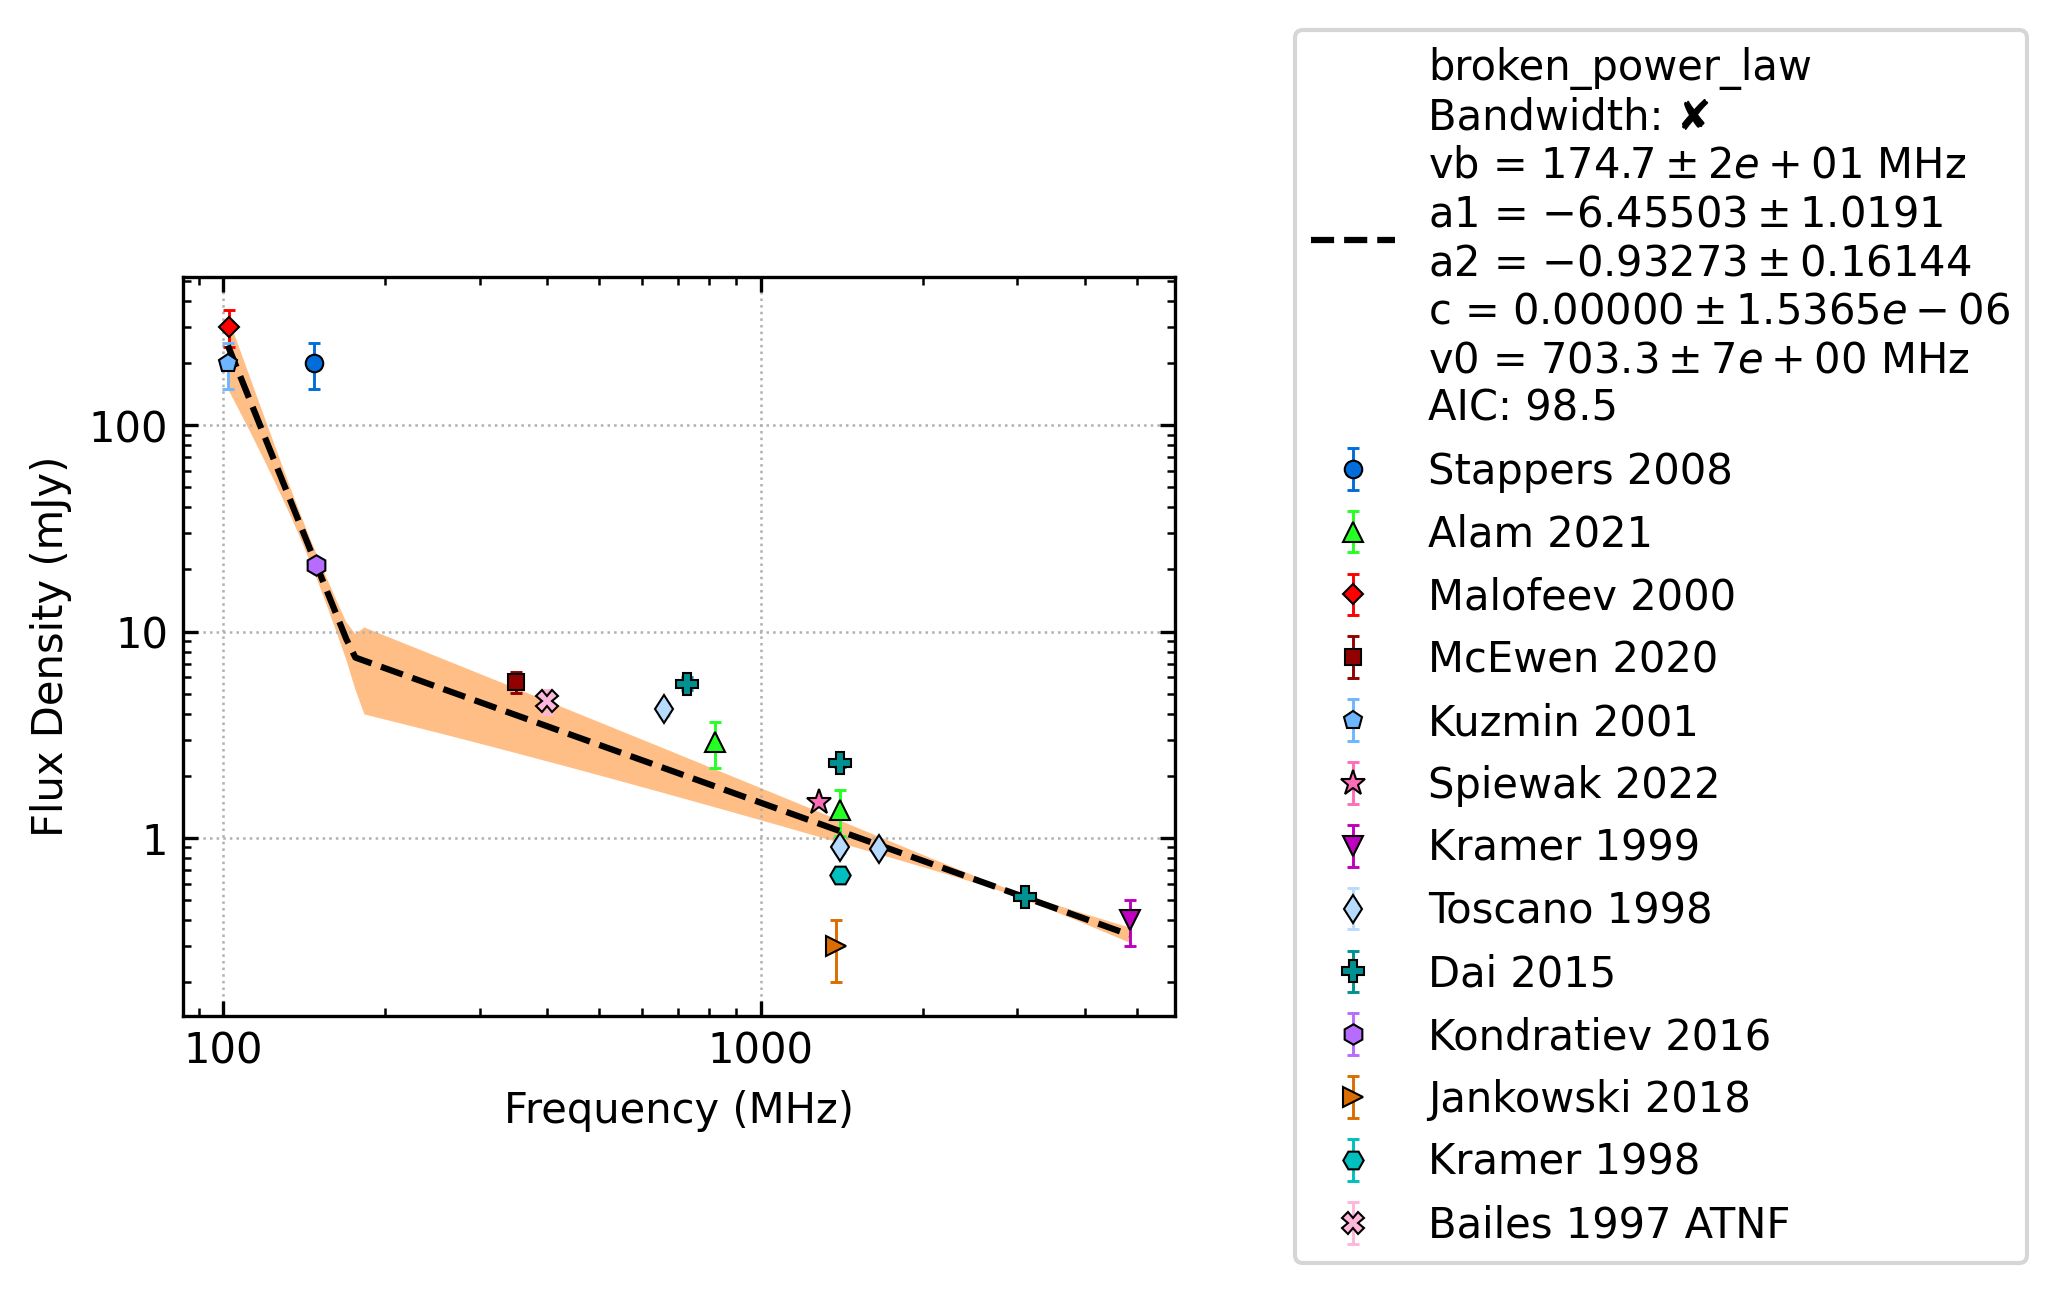 broken_power_law
Bandwidth: ✘
vb = 174.7 ± 2e + 01 MHz
a1 = −6.45503 ± 1.0191
a2 = −0.93273 ± 0.16144
c = 0.00000 ± 1.5365e − 06
v0 = 703.3 ± 7e + 00 MHz
AIC: 98.5
Stappers 2008
Alam 2021
Malofeev 2000
McEwen 2020
Kuzmin 2001
Spiewak 2022
Kramer 1999
Toscano 1998
Dai 2015
Kondratiev 2016
Jankowski 2018
Kramer 1998
Bailes 1997 ATNF
Flux Density (mJy)
100
10
1
100
1000
Frequency (MHz)